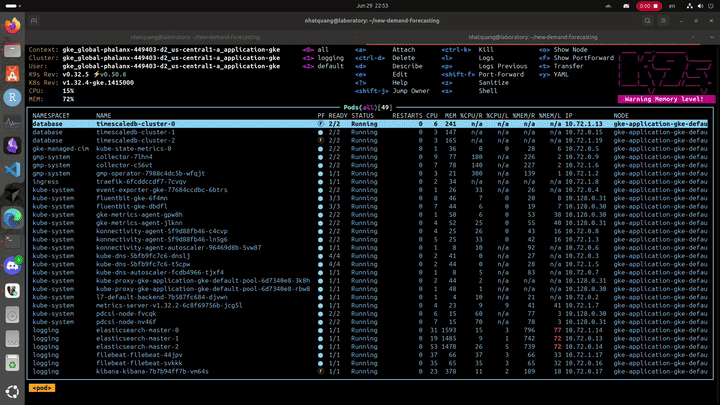 Jun 29 22:53
0:00
en
nhatquang@laboratory: ~/new-demand-forecasting
nhatquang@laboratory: ~/new-demand-forecasting
nhatquang@laboratory: ~/new-demand-forecasting
Context: gke_global-phalanx-449403-d2_us-central1-a_application-gke <0> all <a> Attach <ctrl-k> Kill <o> Show Node
Cluster: gke_global-phalanx-449403-d2_us-central1-a_application-gke <1> logging <ctrl-d> Delete <l> Logs <f> Show PortForward
User: gke_global-phalanx-449403-d2_us-central1-a_application-gke <2> default <d> Describe <p> Logs Previous <t> Transfer
K9s Rev: v0.32.5 ⚡v0.50.6 <e> Edit <shift-f> Port-Forward <y> YAML
K8s Rev: v1.32.4-gke.1415000 <?> Help <z> Sanitize
CPU: 15% <shift-j> Jump Owner <s> Shell
MEM: 72% Warning Memory level!
Pods(all)[49]
NAMESPACE↑ NAME PF READY STATUS RESTARTS CPU MEM %CPU/R %CPU/L %MEM/R %MEM/L IP NODE
database timescaledb-cluster-0 F 2/2 Running 0 6 241 n/a n/a n/a n/a 10.72.1.13 gke-application-gke-defau
database timescaledb-cluster-1 ● 2/2 Running 0 3 147 n/a n/a n/a n/a 10.72.0.15 gke-application-gke-defau
database timescaledb-cluster-2 F 2/2 Running 0 3 165 n/a n/a n/a n/a 10.72.1.19 gke-application-gke-defau
gke-managed-cim kube-state-metrics-0 ● 2/2 Running 0 1 36 0 0 28 6 10.72.0.5 gke-application-gke-defau
gmp-system collector-7lhn4 ● 2/2 Running 0 9 77 180 n/a 226 2 10.72.0.9 gke-application-gke-defau
gmp-system collector-c56vt ● 2/2 Running 0 7 78 140 n/a 227 2 10.72.1.6 gke-application-gke-defau
gmp-system gmp-operator-7988c4dc5b-wfqjt ● 1/1 Running 0 3 21 300 n/a 139 1 10.72.1.2 gke-application-gke-defau
ingress traefik-6fcddccdf7-7cvqv ● 1/1 Running 0 2 34 n/a n/a n/a n/a 10.72.1.8 gke-application-gke-defau
kube-system event-exporter-gke-77684ccdbc-6btrs ● 2/2 Running 0 1 26 33 n/a 26 n/a 10.72.0.4 gke-application-gke-defau
kube-system fluentbit-gke-6f4mn ● 3/3 Running 0 8 46 7 0 20 8 10.128.0.31 gke-application-gke-defau
kube-system fluentbit-gke-dbdfl ● 3/3 Running 0 7 44 6 0 19 7 10.128.0.30 gke-application-gke-defau
kube-system gke-metrics-agent-gpw8h ● 2/2 Running 0 1 50 6 0 53 38 10.128.0.30 gke-application-gke-defau
kube-system gke-metrics-agent-jlknn ● 2/2 Running 0 4 52 25 0 55 40 10.128.0.31 gke-application-gke-defau
kube-system konnectivity-agent-5f9d88fb46-c4cvp ● 2/2 Running 0 4 25 26 0 43 16 10.72.0.8 gke-application-gke-defau
kube-system konnectivity-agent-5f9d88fb46-ln5g6 ● 2/2 Running 0 5 25 33 0 42 16 10.72.1.3 gke-application-gke-defau
kube-system konnectivity-agent-autoscaler-96469d8b-5vw87 ● 1/1 Running 0 1 8 10 n/a 92 n/a 10.72.0.6 gke-application-gke-defau
kube-system kube-dns-5bfb9fc7c6-dnslj ● 4/4 Running 0 2 41 0 n/a 27 n/a 10.72.0.3 gke-application-gke-defau
kube-system kube-dns-5bfb9fc7c6-t5cpw ● 4/4 Running 0 2 44 0 n/a 28 n/a 10.72.1.5 gke-application-gke-defau
kube-system kube-dns-autoscaler-fcdb4966-tjxf4 ● 1/1 Running 0 1 8 5 n/a 83 n/a 10.72.0.7 gke-application-gke-defau
kube-system kube-proxy-gke-application-gke-default-pool-6d7340e8-3k8h ● 1/1 Running 0 2 44 2 n/a n/a n/a 10.128.0.31 gke-application-gke-defau
kube-system kube-proxy-gke-application-gke-default-pool-6d7340e8-rbw8 ● 1/1 Running 0 1 48 1 n/a n/a n/a 10.128.0.30 gke-application-gke-defau
kube-system l7-default-backend-7b587fc684-djvwn ● 1/1 Running 0 1 4 10 n/a 21 n/a 10.72.0.2 gke-application-gke-defau
kube-system metrics-server-v1.32.2-6c8f69756b-jcg5l ● 1/1 Running 0 4 23 9 9 41 41 10.72.1.7 gke-application-gke-defau
kube-system pdcsi-node-fvcqk ● 2/2 Running 0 6 15 60 n/a 77 3 10.128.0.30 gke-application-gke-defau
kube-system pdcsi-node-nv46f ● 2/2 Running 0 7 15 70 n/a 78 3 10.128.0.31 gke-application-gke-defau
logging elasticsearch-master-0 ● 1/1 Running 0 31 1593 15 3 796 77 10.72.1.14 gke-application-gke-defau
logging elasticsearch-master-1 ● 1/1 Running 0 19 1485 9 1 742 72 10.72.0.13 gke-application-gke-defau
logging elasticsearch-master-2 ● 1/1 Running 0 53 1478 26 5 739 72 10.72.0.14 gke-application-gke-defau
logging filebeat-filebeat-44jpv ● 1/1 Running 0 37 66 37 3 66 33 10.72.1.17 gke-application-gke-defau
logging filebeat-filebeat-svkkk ● 1/1 Running 0 35 65 35 3 65 32 10.72.0.16 gke-application-gke-defau
logging kibana-kibana-7b7b94ff7b-vm64s F 1/1 Running 0 23 378 11 2 189 18 10.72.0.17 gke-application-gke-defau
<pod>